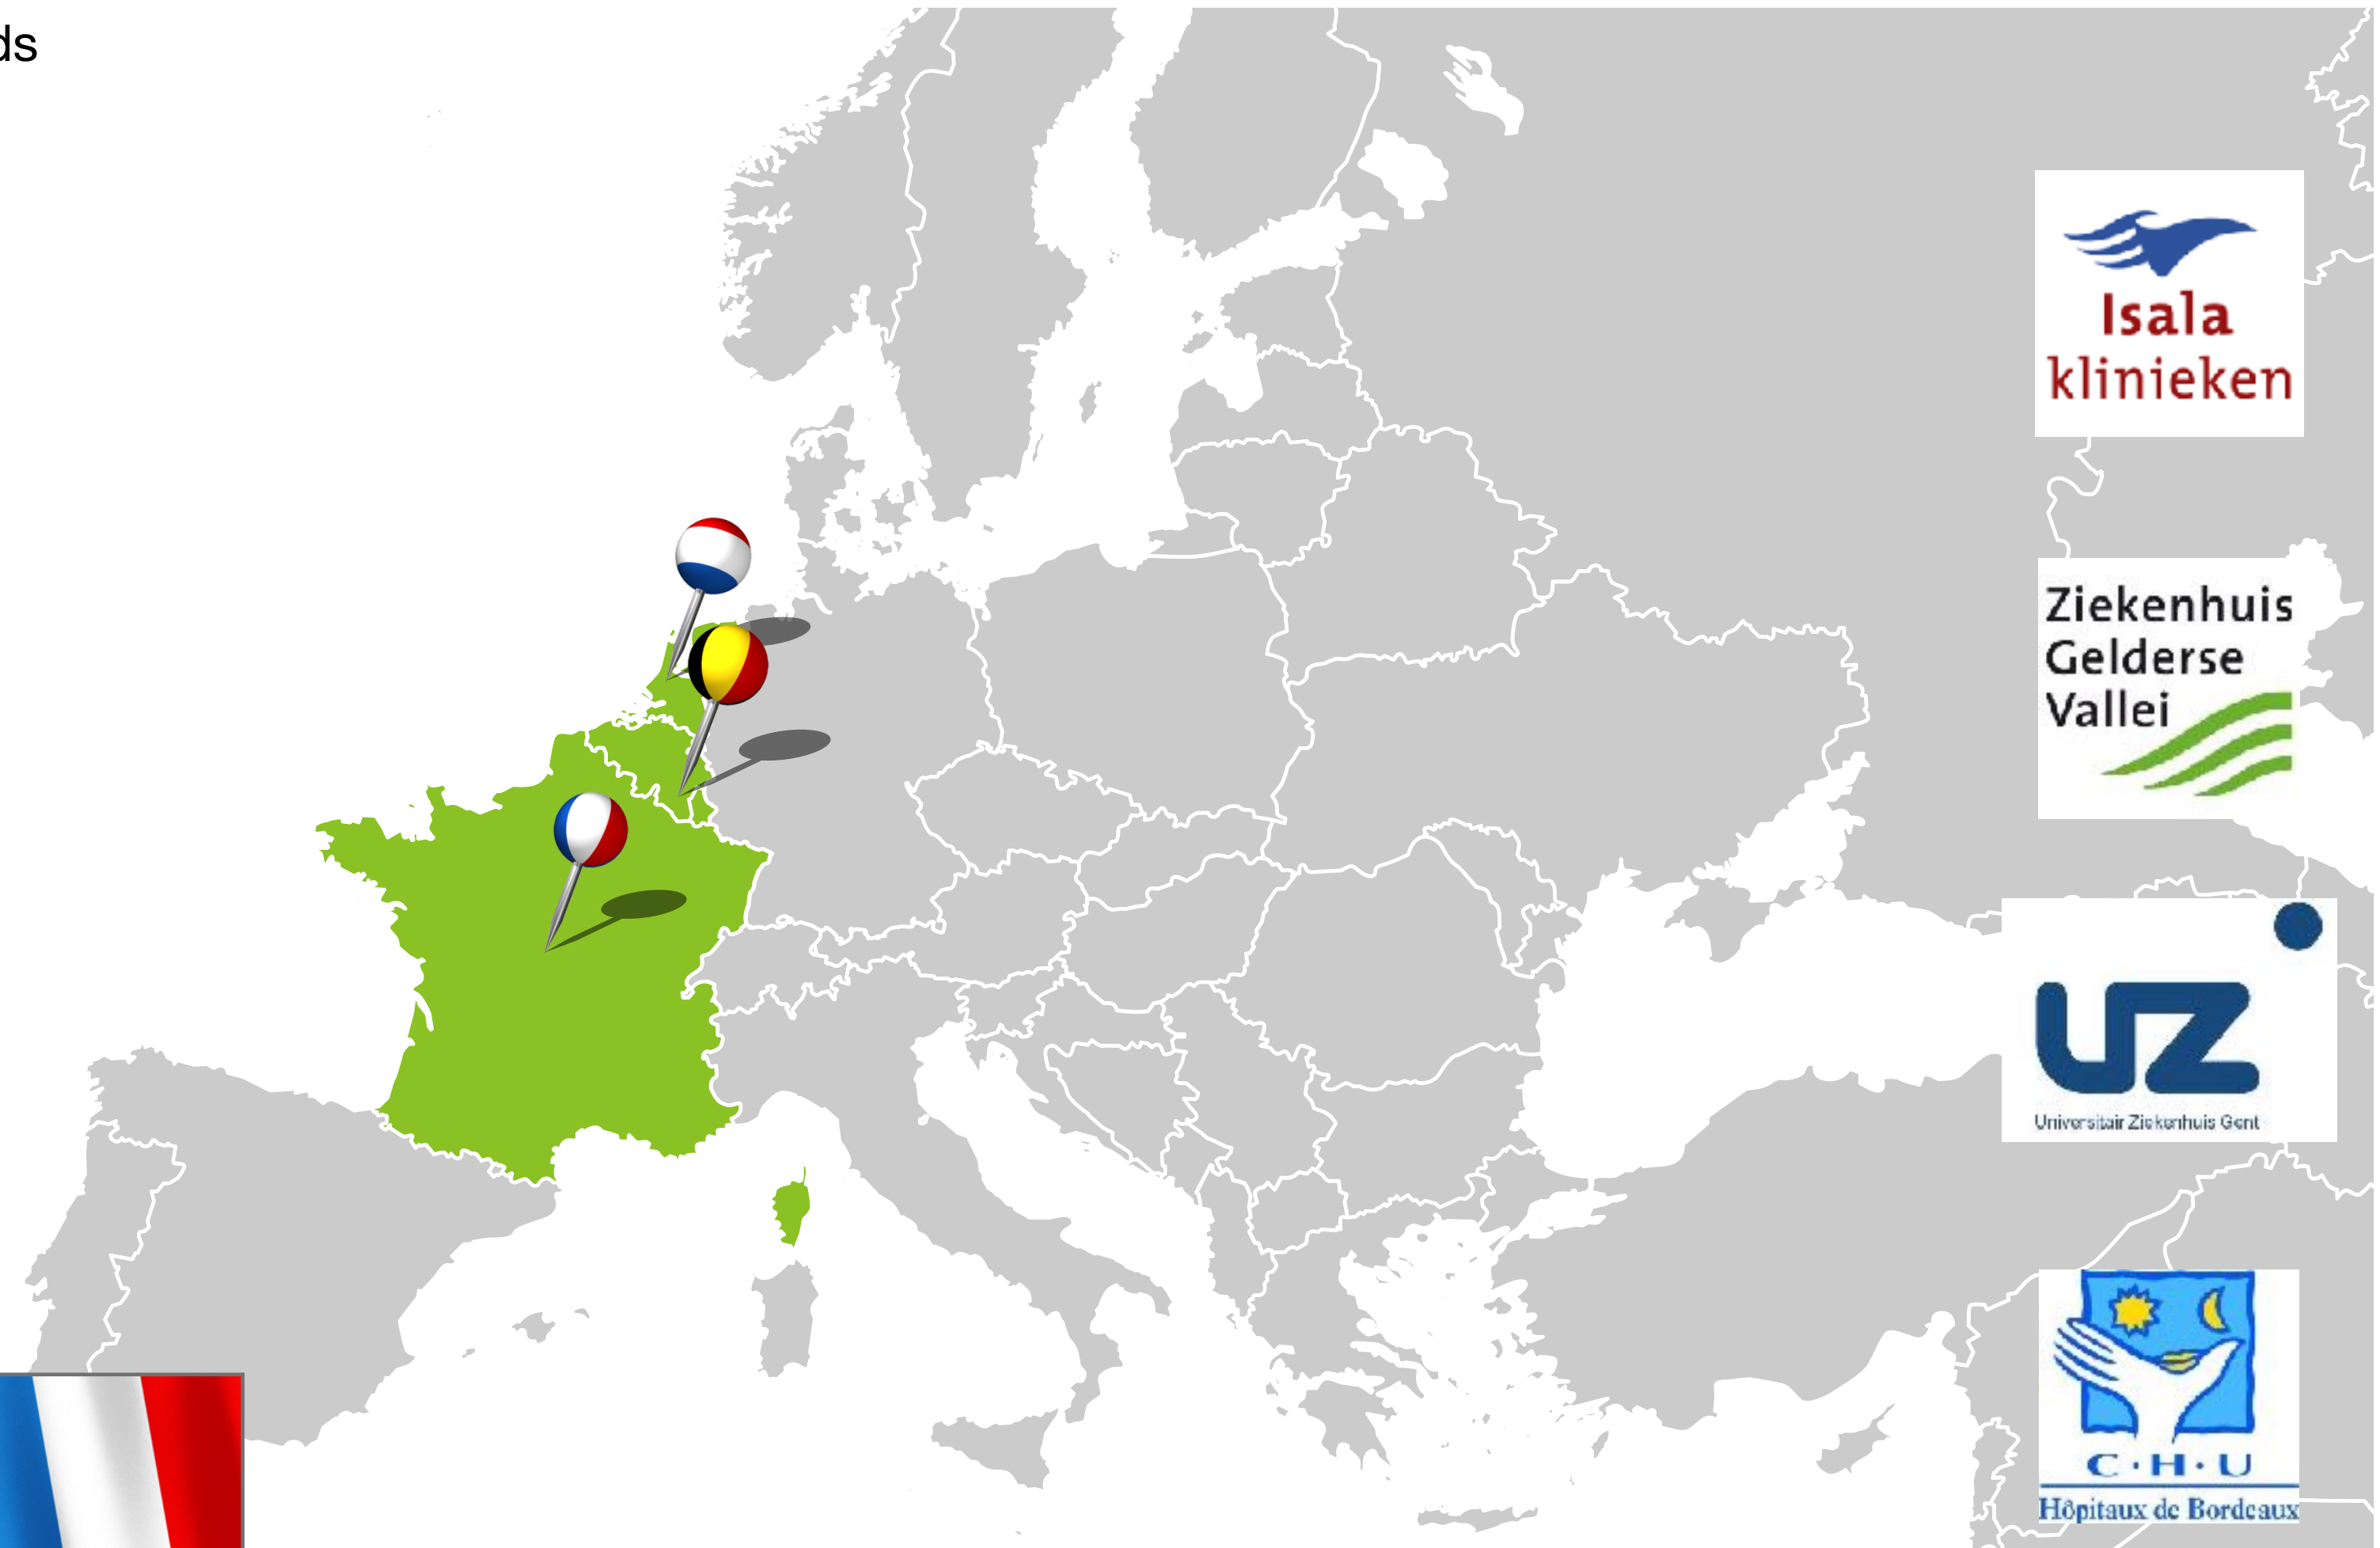 ds
Isala
klinieken
Ziekenhuis
Gelderse
Vallei
UZ
Universitair Ziekenhuis Gent
C·H·U
Hôpitaux de Bordeaux